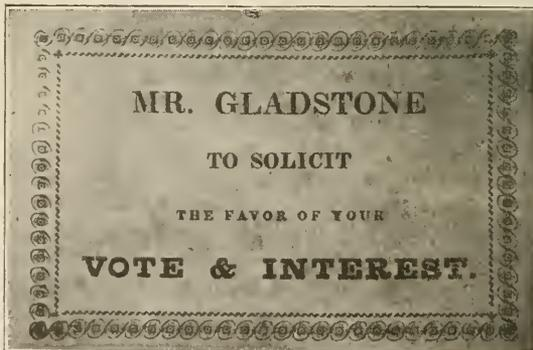 MR. GLADSTONE
TO SOLICIT
THE FAVOR OF YOUR
VOTE & INTEREST.